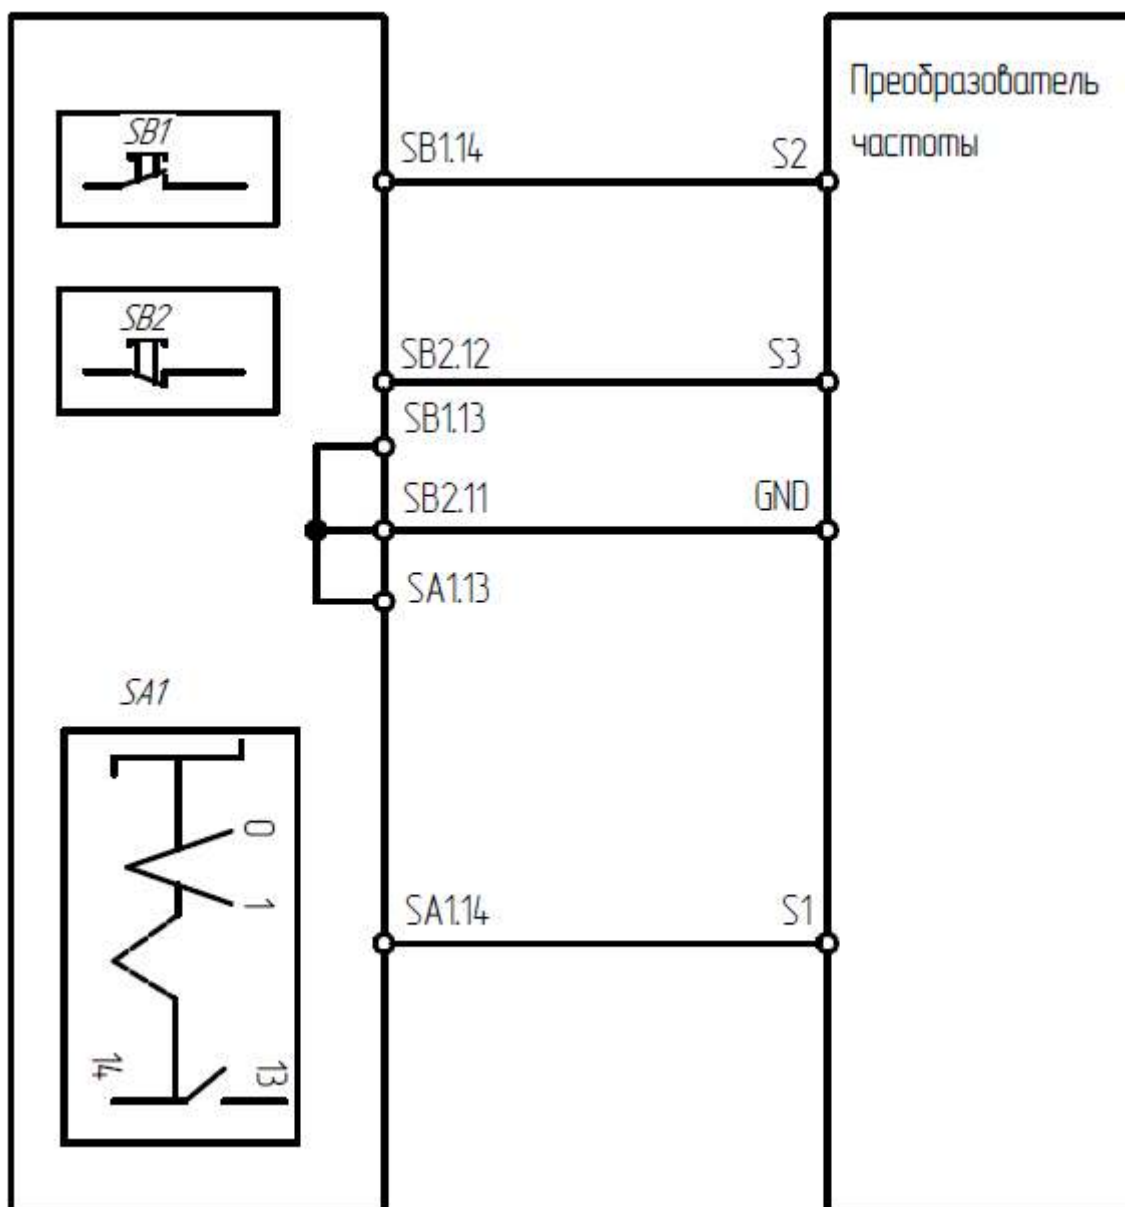 Преобразователь
частоты
SB1
SB1.14
S2
SB2
SB2.12
S3
SB1.13
SB2.11
GND
SA1.13
SA1
0
1
SA1.14
S1
14
13